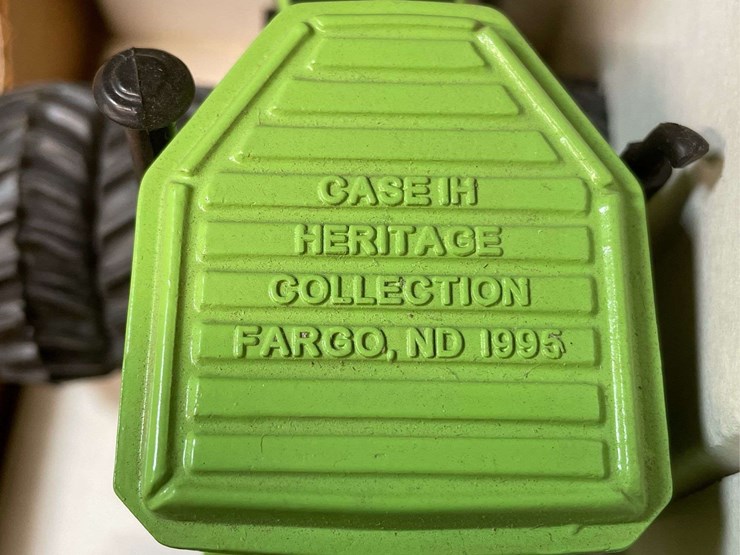 CASE IH
HERITAGE
COLLECTION
FARGO, ND 1995